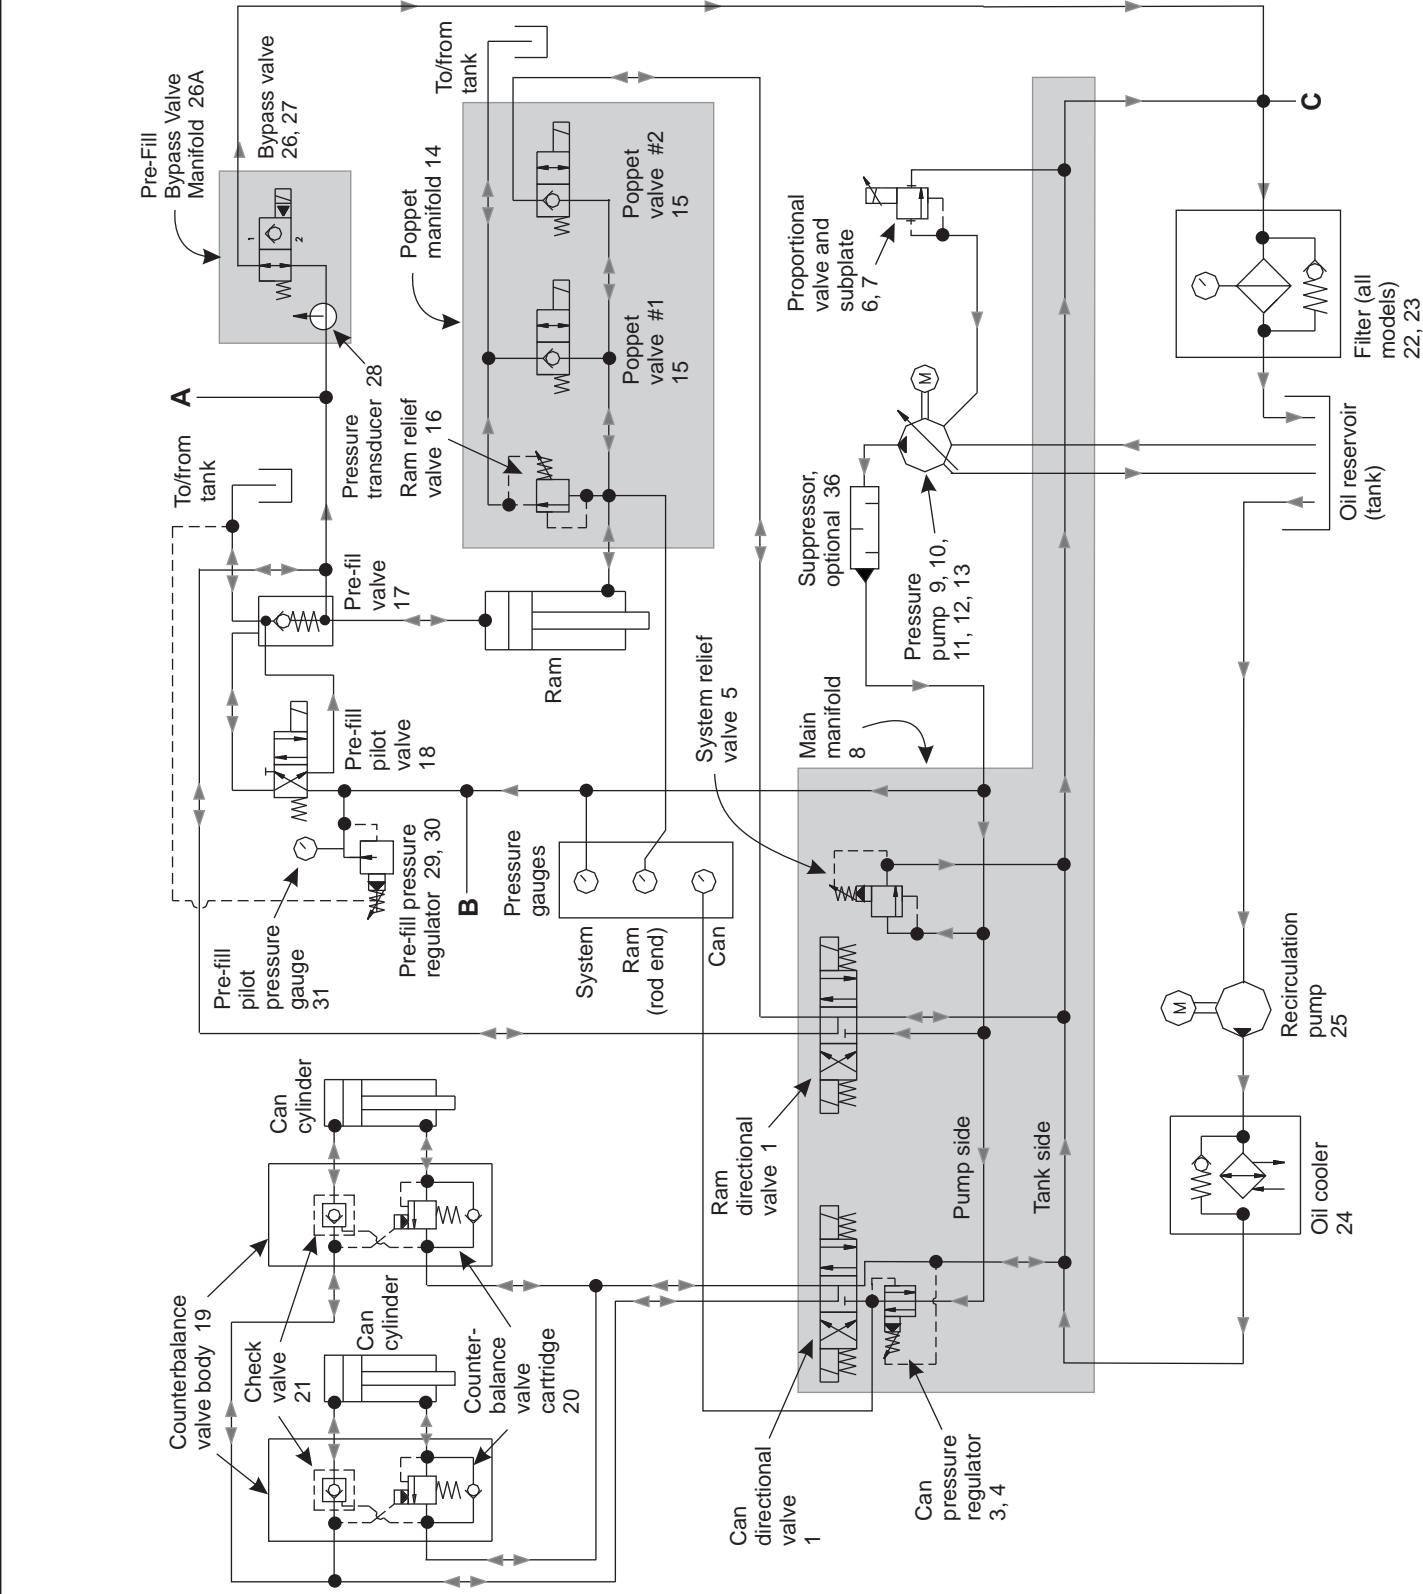 Pre-Fill
Bypass Valve
Manifold 26A
Bypass valve
26, 27
1
2
28
A
To/from
tank
Pressure
transducer
Pre-fil
valve
17
Pre-fill
pilot
valve
18
Pre-fill pressure
regulator 29, 30
Pre-fill
pilot
pressure
gauge
31
B
To/from
tank
Poppet
manifold 14
Poppet
valve #2
15
Poppet
valve #1
15
Ram relief
valve 16
Ram
Pressure
gauges
System
Ram
(rod end)
Can
System relief
valve 5
Proportional
valve and
subplate
6, 7
M
Suppressor,
optional 36
Pressure
pump 9, 10,
11, 12, 13
Main
manifold
8
C
Filter (all
models)
22, 23
Oil reservoir
(tank)
M
Recirculation
pump
25
Oil cooler
24
Pump side
Tank side
Ram
directional
valve 1
Can
directional
valve
1
Can
pressure
regulator
3, 4
Can
cylinder
Can
cylinder
Counterbalance
valve body 19
Check
valve
21
Counter-
balance
valve
cartridge
20